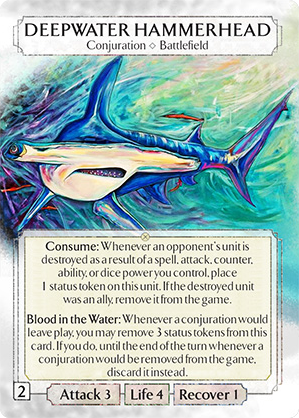 DEEPWATER HAMMERHEAD
Conjuration ◇ Battlefield
Consume: Whenever an opponent's unit is
destroyed as a result of a spell, attack, counter,
ability, or dice power you control, place
1 status token on this unit. If the destroyed unit
was an ally, remove it from the game.
Blood in the Water: Whenever a conjuration would
leave play, you may remove 3 status tokens from this
card. If you do, until the end of the turn whenever a
conjuration would be removed from the game,
discard it instead.
2
Attack 3
Life 4
Recover 1